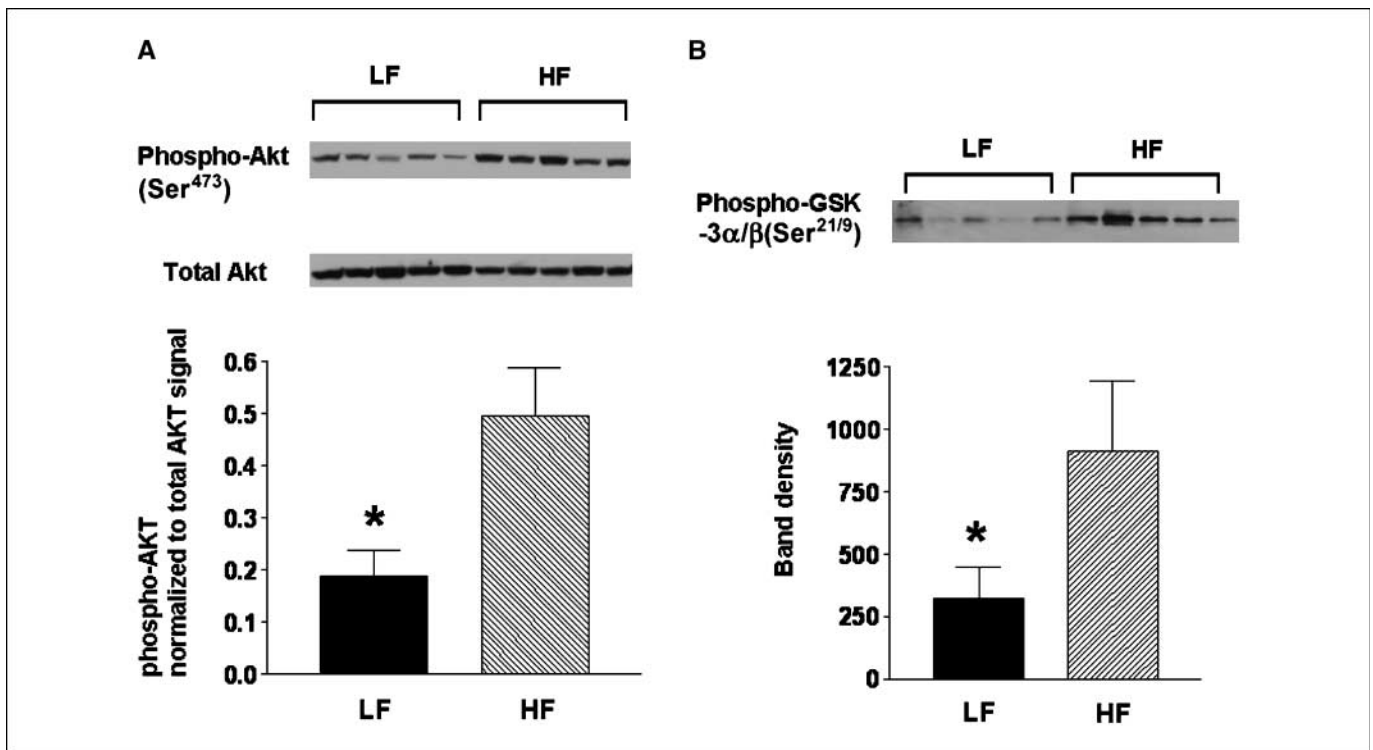 A
LF HF
Phospho-Akt
(Ser473)
Total Akt
phospho-AKT
normalized to total AKT signal
0.6
0.5
0.4
0.3
0.2
0.1
0.0
*
LF HF
B
LF HF
Phospho-GSK
-3α/β(Ser21/9)
Band density
1250
1000
750
500
250
0
*
LF HF